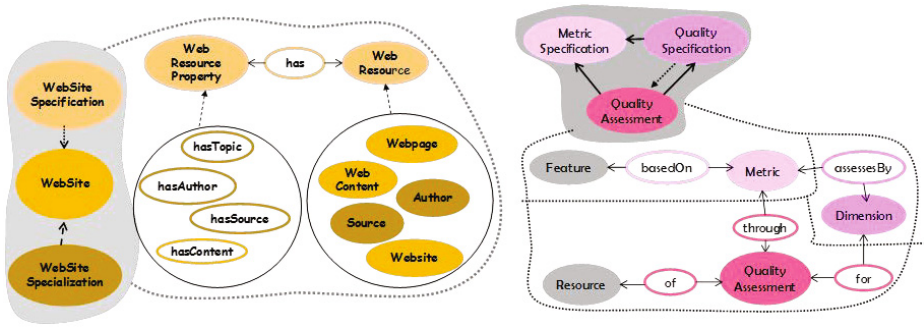 WebSite
Specification
WebSite
WebSite
Specialization
Web
Resource
Property
has
Web
Resource
hasTopic
hasAuthor
hasSource
hasContent
Webpage
Web
Content
Author
Source
Website
Metric
Specification
Quality
Specification
Quality
Assessment
Feature
basedOn
Metric
assessesBy
Dimension
through
Resource
of
Quality
Assessment
for